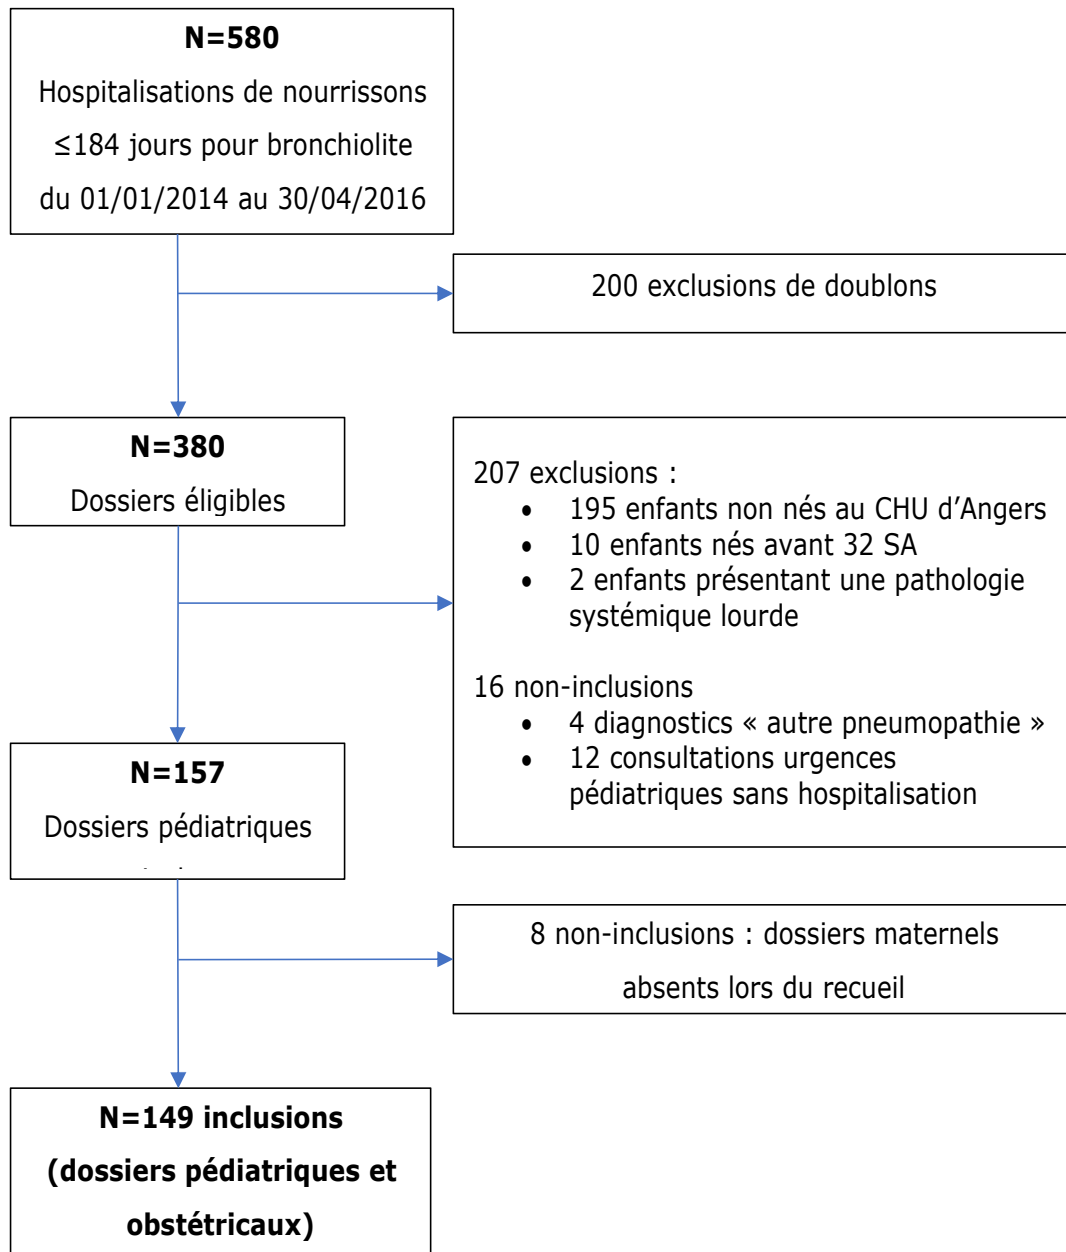 N=580
Hospitalisations de nourrissons
≤184 jours pour bronchiolite
du 01/01/2014 au 30/04/2016
200 exclusions de doublons
N=380
Dossiers éligibles
207 exclusions :
• 195 enfants non nés au CHU d'Angers
• 10 enfants nés avant 32 SA
• 2 enfants présentant une pathologie
systémique lourde
16 non-inclusions
• 4 diagnostics « autre pneumopathie »
• 12 consultations urgences
pédiatriques sans hospitalisation
N=157
Dossiers pédiatriques
8 non-inclusions : dossiers maternels
absents lors du recueil
N=149 inclusions
(dossiers pédiatriques et
obstétricaux)